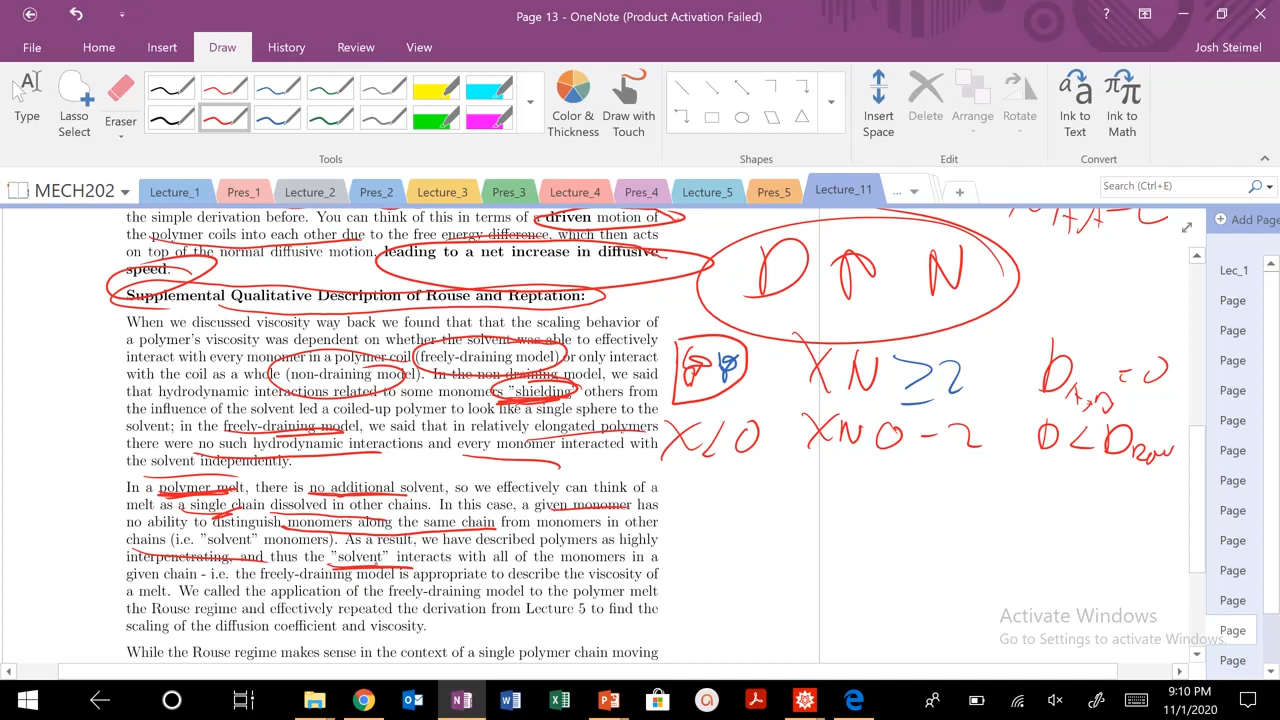 Page 13 - OneNote (Product Activation Failed)
?
File Home Insert Draw History Review View Josh Steimel
Type
Lasso Select
Eraser
Color & Thickness
Draw with Touch
Insert Space
Delete
Arrange
Rotate
Ink to Text
Ink to Math
Tools Shapes Edit Convert
MECH202 Lecture_1 Pres_1 Lecture_2 Pres_2 Lecture_3 Pres_3 Lecture_4 Pres_4 Lecture_5 Pres_5 Lecture_11 ... Search (Ctrl+E)
the simple derivation before. You can think of this in terms of a driven motion of
the polymer coils into each other due to the free energy difference, which then acts
on top of the normal diffusive motion, leading to a net increase in diffusive
speed.
Supplemental Qualitative Description of Rouse and Reptation:
When we discussed viscosity way back we found that that the scaling behavior of
a polymer's viscosity was dependent on whether the solvent was able to effectively
interact with every monomer in a polymer coil (freely-draining model) or only interact
with the coil as a whole (non-draining model). In the non-draining model, we said
that hydrodynamic interactions related to some monomers "shielding" others from
the influence of the solvent led a coiled-up polymer to look like a single sphere to the
solvent; in the freely-draining model, we said that in relatively elongated polymers
there were no such hydrodynamic interactions and every monomer interacted with
the solvent independently.
In a polymer melt, there is no additional solvent, so we effectively can think of a
melt as a single chain dissolved in other chains. In this case, a given monomer has
no ability to distinguish monomers along the same chain from monomers in other
chains (i.e. "solvent" monomers). As a result, we have described polymers as highly
interpenetrating, and thus the "solvent" interacts with all of the monomers in a
given chain - i.e. the freely-draining model is appropriate to describe the viscosity of
a melt. We called the application of the freely-draining model to the polymer melt
the Rouse regime and effectively repeated the derivation from Lecture 5 to find the
scaling of the diffusion coefficient and viscosity.
While the Rouse regime makes sense in the context of a single polymer chain moving
D ↑ N
χN ≥ 2 D A,B = 0
χ<0 χN 0 - 2 D < D Rou
Add Page
Lec_1
Page
Page
Page
Page
Page
Page
Page
Page
Page
Page
Page
Page
Page
Activate Windows
Go to Settings to activate Windows.
9:10 PM
11/1/2020